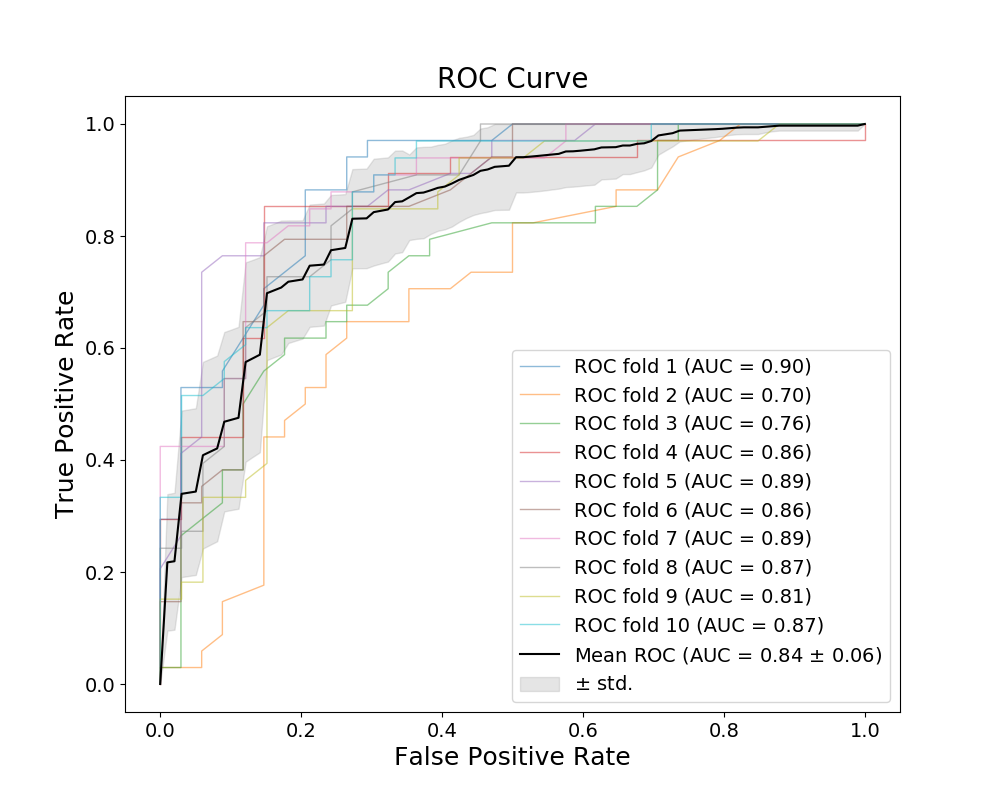 ROC Curve
True Positive Rate
1.0
0.8
0.6
0.4
0.2
0.0
ROC fold 1 (AUC = 0.90)
ROC fold 2 (AUC = 0.70)
ROC fold 3 (AUC = 0.76)
ROC fold 4 (AUC = 0.86)
ROC fold 5 (AUC = 0.89)
ROC fold 6 (AUC = 0.86)
ROC fold 7 (AUC = 0.89)
ROC fold 8 (AUC = 0.87)
ROC fold 9 (AUC = 0.81)
ROC fold 10 (AUC = 0.87)
Mean ROC (AUC = 0.84 ± 0.06)
± std.
0.0 0.2 0.4 0.6 0.8 1.0
False Positive Rate